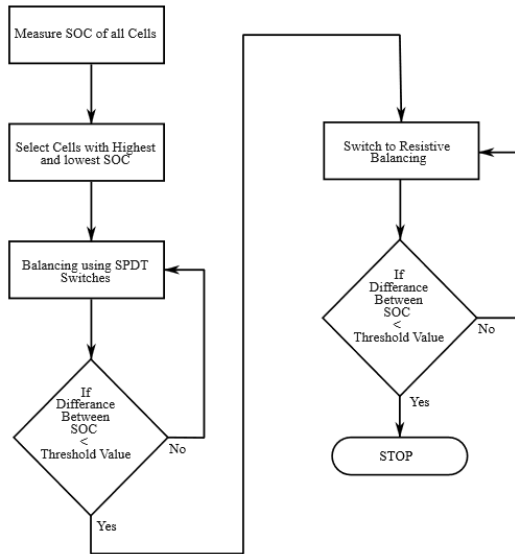 Measure SOC of all Cells
Select Cells with Highest
and lowest SOC
Balancing using SPDT
Switches
If
Differance
Between
SOC
<
Threshold Value
No
Yes
Switch to Resistive
Balancing
If
Differance
Between
SOC
<
Threshold Value
No
Yes
STOP